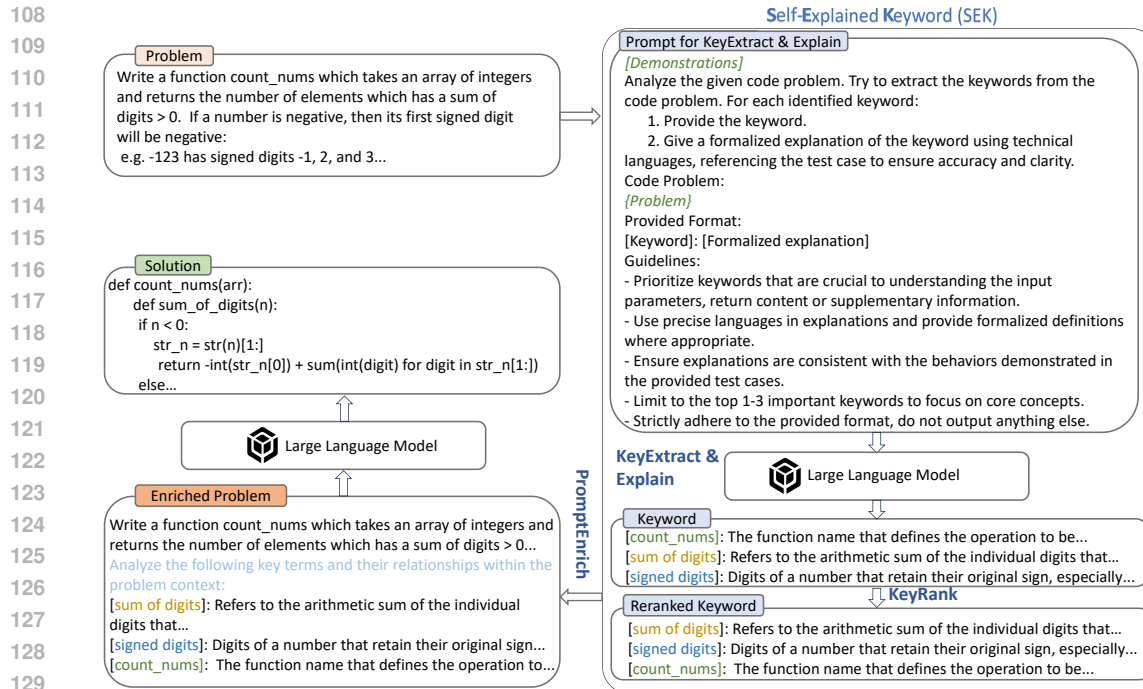 108
109
110
111
112
113
114
115
116
117
118
119
120
121
122
123
124
125
126
127
128
129
Problem
Write a function count_nums which takes an array of integers
and returns the number of elements which has a sum of
digits > 0.  If a number is negative, then its first signed digit
will be negative:
e.g. -123 has signed digits -1, 2, and 3...
Self-Explained Keyword (SEK)
Prompt for KeyExtract & Explain
[Demonstrations]
Analyze the given code problem. Try to extract the keywords from the
code problem. For each identified keyword:
1. Provide the keyword.
2. Give a formalized explanation of the keyword using technical
languages, referencing the test case to ensure accuracy and clarity.
Code Problem:
{Problem}
Provided Format:
[Keyword]: [Formalized explanation]
Guidelines:
- Prioritize keywords that are crucial to understanding the input
parameters, return content or supplementary information.
- Use precise languages in explanations and provide formalized definitions
where appropriate.
- Ensure explanations are consistent with the behaviors demonstrated in
the provided test cases.
- Limit to the top 1-3 important keywords to focus on core concepts.
- Strictly adhere to the provided format, do not output anything else.
KeyExtract &
Explain
Large Language Model
Keyword
[count_nums]: The function name that defines the operation to be...
[sum of digits]: Refers to the arithmetic sum of the individual digits that...
[signed digits]: Digits of a number that retain their original sign, especially...
KeyRank
Reranked Keyword
[sum of digits]: Refers to the arithmetic sum of the individual digits that...
[signed digits]: Digits of a number that retain their original sign, especially...
[count_nums]:  The function name that defines the operation to be...
PromptEnrich
Enriched Problem
Write a function count_nums which takes an array of integers and
returns the number of elements which has a sum of digits > 0...
Analyze the following key terms and their relationships within the
problem context:
[sum of digits]: Refers to the arithmetic sum of the individual
digits that...
[signed digits]: Digits of a number that retain their original sign...
[count_nums]:  The function name that defines the operation to...
Large Language Model
Solution
def count_nums(arr):
def sum_of_digits(n):
if n < 0:
str_n = str(n)[1:]
return -int(str_n[0]) + sum(int(digit) for digit in str_n[1:])
else...